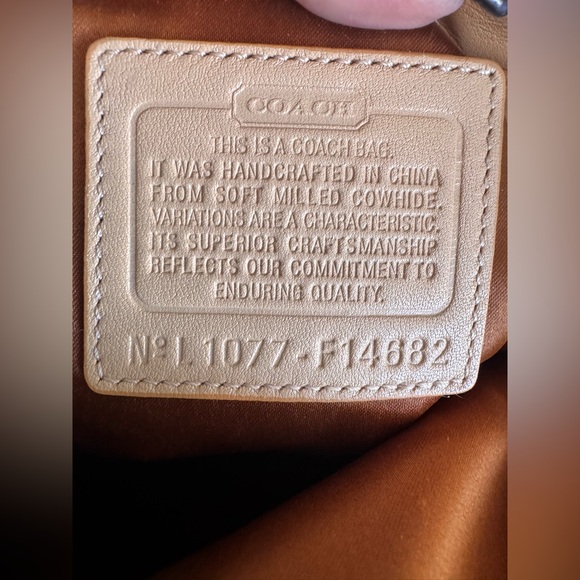 COACH
THIS IS A COACH BAG.
IT WAS HANDCRAFTED IN CHINA
FROM SOFT MILLED COWHIDE.
VARIATIONS ARE A CHARACTERISTIC.
ITS SUPERIOR CRAFTSMANSHIP
REFLECTS OUR COMMITMENT TO
ENDURING QUALITY.
Nº L1077-F14682